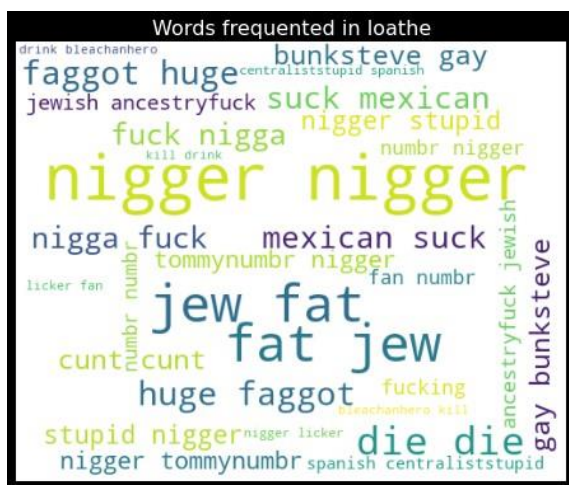 Words frequented in loathe
drink bleachanhero
bunksteve gay
faggot huge
centraliststupid spanish
jewish ancestryfuck
suck mexican
fuck nigga
nigger stupid
kill drink
numbr nigger
nigger nigger
nigga fuck
mexican suck
numbr numbr
tommynumbr nigger
fan numbr
licker fan
jew fat
fat jew
ancestryfuck jewish
gay bunksteve
cunt cunt
huge faggot
fucking
bleachanhero kill
stupid nigger
nigger licker
die die
nigger tommynumbr
spanish centraliststupid